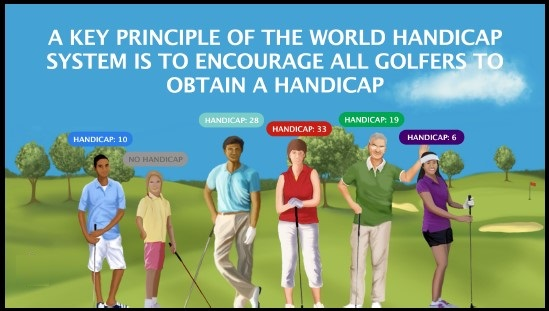 A KEY PRINCIPLE OF THE WORLD HANDICAP
SYSTEM IS TO ENCOURAGE ALL GOLFERS TO
OBTAIN A HANDICAP
HANDICAP: 10
NO HANDICAP
HANDICAP: 28
HANDICAP: 33
HANDICAP: 19
HANDICAP: 6